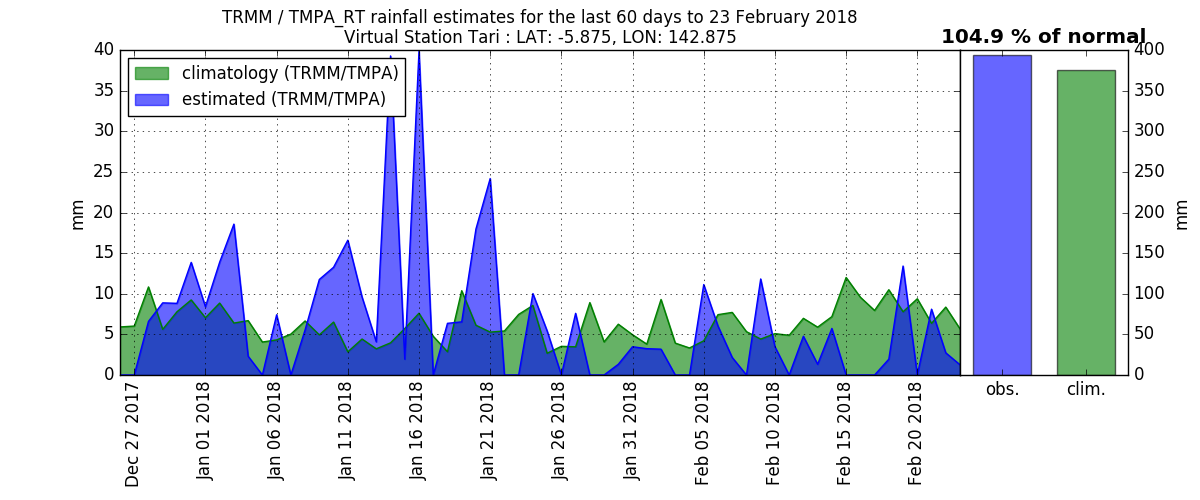 TRMM / TMPA_RT rainfall estimates for the last 60 days to 23 February 2018
Virtual Station Tari : LAT: -5.875, LON: 142.875
104.9 % of normal
climatology (TRMM/TMPA)
estimated (TRMM/TMPA)
40
35
30
25
20
15
10
5
0
mm
Dec 27 2017
Jan 01 2018
Jan 06 2018
Jan 11 2018
Jan 16 2018
Jan 21 2018
Jan 26 2018
Jan 31 2018
Feb 05 2018
Feb 10 2018
Feb 15 2018
Feb 20 2018
obs.
clim.
400
350
300
250
200
150
100
50
0
mm